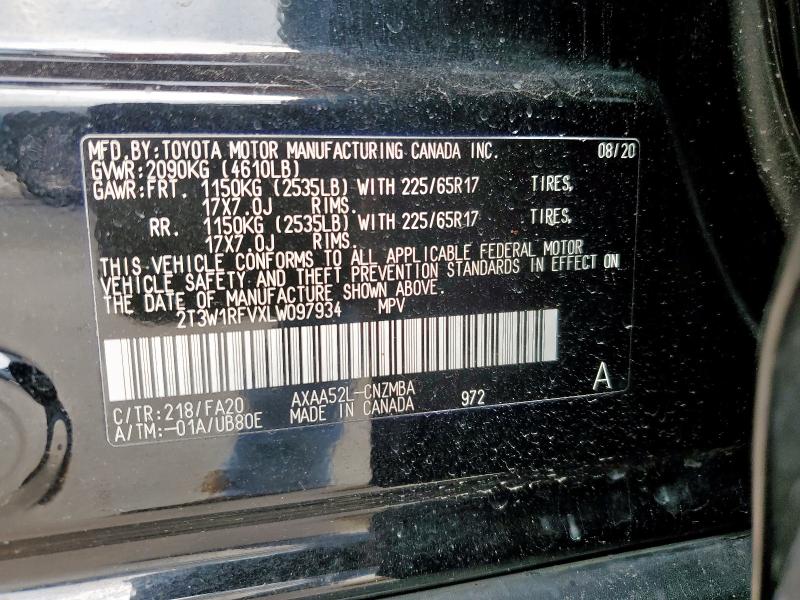 MFD. BY: TOYOTA MOTOR MANUFACTURING CANADA INC. 08/20
GVWR: 2090KG (4610LB)
GAWR: FRT. 1150KG (2535LB) WITH 225/65R17 TIRES,
17X7.0J RIMS.
RR. 1150KG (2535LB) WITH 225/65R17 TIRES,
17X7.0J RIMS.
THIS VEHICLE CONFORMS TO ALL APPLICABLE FEDERAL MOTOR
VEHICLE SAFETY AND THEFT PREVENTION STANDARDS IN EFFECT ON
THE DATE OF MANUFACTURE SHOWN ABOVE.
2T3W1RFVXLW097934 MPV
A
C/TR: 218/FA20 AXAA52L-CNZMBA 972
A/TM: -01A/UB80E MADE IN CANADA